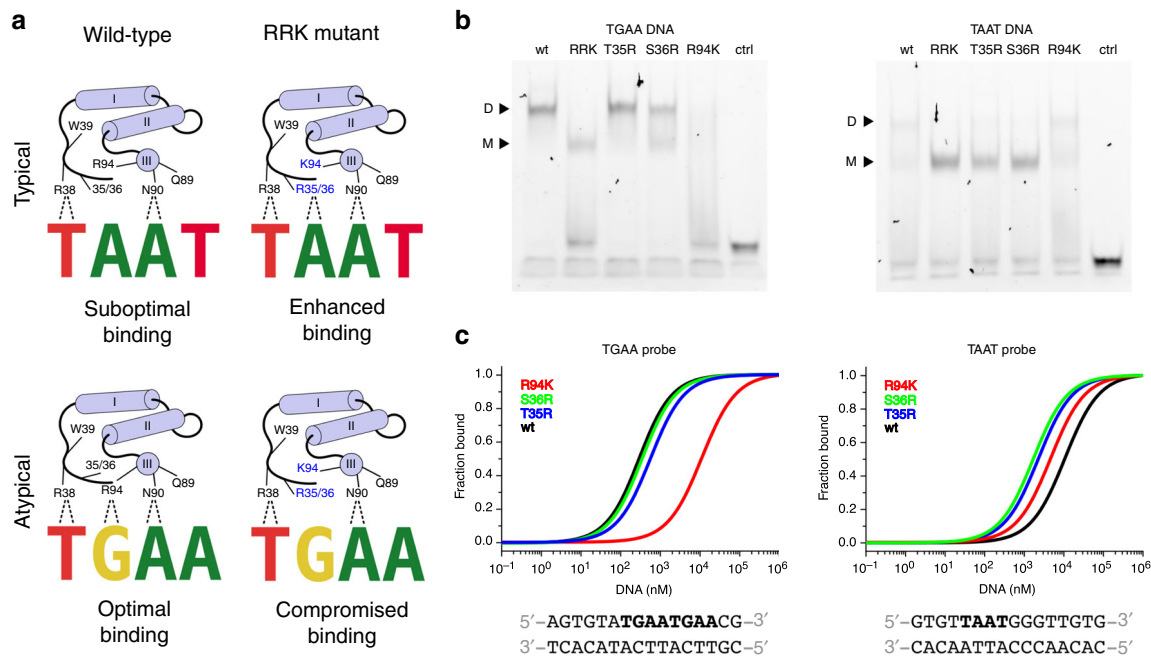 a
Wild-type
RRK mutant
Typical
I
II
III
W39
R94
R38
35/36
N90
Q89
TAAT
Suboptimal
binding
I
II
III
W39
K94
R38
R35/36
N90
Q89
TAAT
Enhanced
binding
Atypical
I
II
III
W39
35/36
R38
R94
N90
Q89
TGAA
Optimal
binding
I
II
III
W39
K94
R38
R35/36
N90
Q89
TGAA
Compromised
binding
b
TGAA DNA
wt RRK T35R S36R R94K ctrl
D
M
TAAT DNA
wt RRK T35R S36R R94K ctrl
D
M
c
TGAA probe
R94K
S36R
T35R
wt
Fraction bound
1.0
0.8
0.6
0.4
0.2
0.0
10⁻¹ 10⁰ 10¹ 10² 10³ 10⁴ 10⁵ 10⁶
DNA (nM)
5′–AGTGTATGAATGAACG–3′
3′–TCACATACTTACTTGC–5′
TAAT probe
R94K
S36R
T35R
wt
Fraction bound
1.0
0.8
0.6
0.4
0.2
0.0
10⁻¹ 10⁰ 10¹ 10² 10³ 10⁴ 10⁵ 10⁶
DNA (nM)
5′–GTGTTAATGGGTTGTG–3′
3′–CACAATTACCCAACAC–5′